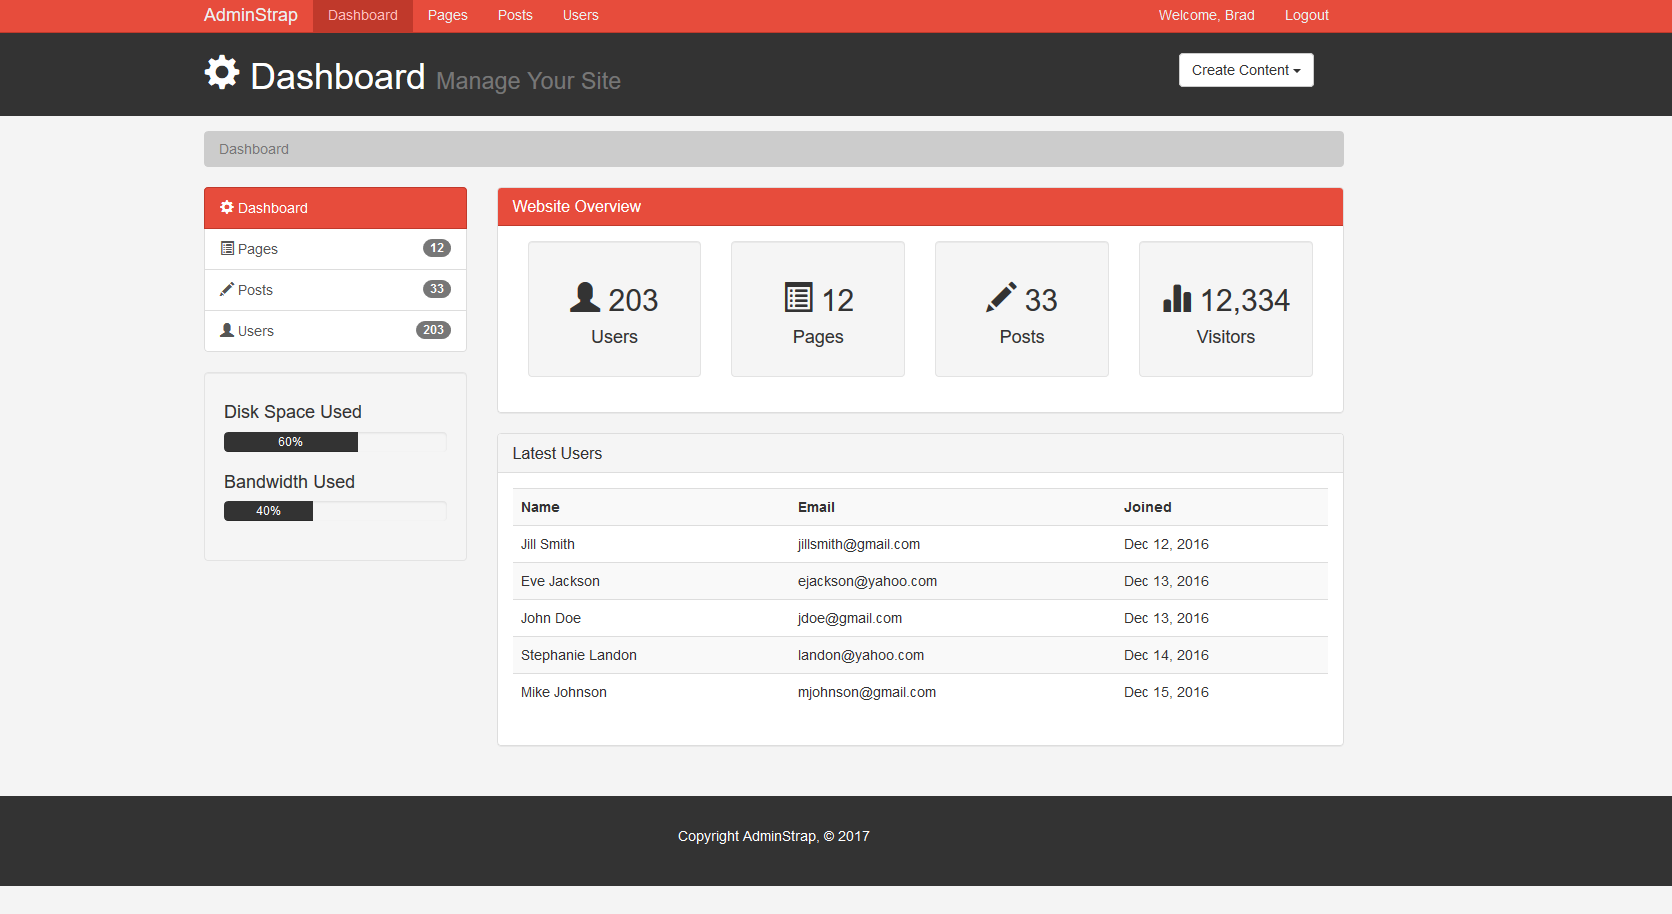 AdminStrap Dashboard Pages Posts Users Welcome, Brad Logout
Dashboard Manage Your Site Create Content
Dashboard
Dashboard
Pages 12
Posts 33
Users 203
Disk Space Used
60%
Bandwidth Used
40%
Website Overview
203 12 33 12,334
Users Pages Posts Visitors
Latest Users
Name Email Joined
Jill Smith jillsmith@gmail.com Dec 12, 2016
Eve Jackson ejackson@yahoo.com Dec 13, 2016
John Doe jdoe@gmail.com Dec 13, 2016
Stephanie Landon landon@yahoo.com Dec 14, 2016
Mike Johnson mjohnson@gmail.com Dec 15, 2016
Copyright AdminStrap, © 2017